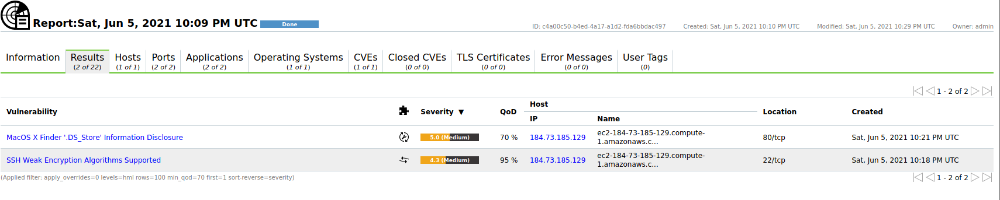 Report:Sat, Jun 5, 2021 10:09 PM UTC Done
ID: c4a00c50-b4ed-4a17-a1d2-fda6bbdac497 Created: Sat, Jun 5, 2021 10:10 PM UTC Modified: Sat, Jun 5, 2021 10:29 PM UTC Owner: admin
Information Results Hosts Ports Applications Operating Systems CVEs Closed CVEs TLS Certificates Error Messages User Tags
(2 of 22) (1 of 1) (2 of 2) (2 of 2) (1 of 1) (1 of 1) (0 of 0) (0 of 0) (0 of 0) (0)
1 - 2 of 2
Vulnerability Severity ▼ QoD Host Location Created
IP Name
MacOS X Finder '.DS_Store' Information Disclosure 5.0 (Medium) 70 % 184.73.185.129 ec2-184-73-185-129.compute- 80/tcp Sat, Jun 5, 2021 10:21 PM UTC
1.amazonaws.c...
SSH Weak Encryption Algorithms Supported 4.3 (Medium) 95 % 184.73.185.129 ec2-184-73-185-129.compute- 22/tcp Sat, Jun 5, 2021 10:18 PM UTC
1.amazonaws.c...
(Applied filter: apply_overrides=0 levels=hml rows=100 min_qod=70 first=1 sort-reverse=severity) 1 - 2 of 2